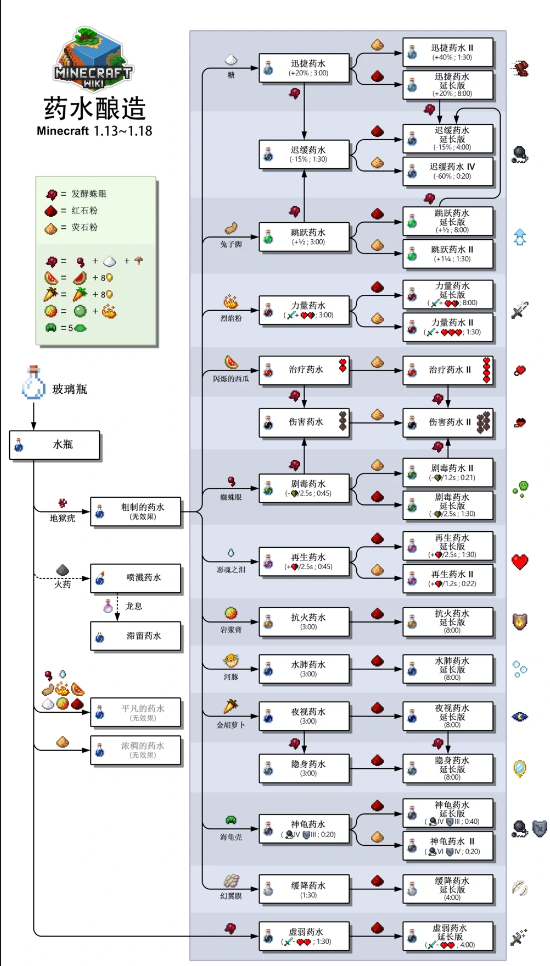 MINECRAFT
WIKI
药水酿造
Minecraft 1.13~1.18
= 发酵蛛眼
= 红石粉
= 荧石粉
= + +
= + 8
= + 8
= +
= 5
玻璃瓶
水瓶
地狱疣
粗制的药水
(无效果)
火药
喷溅药水
龙息
滞留药水
平凡的药水
(无效果)
浓稠的药水
(无效果)
糖
迅捷药水
(+20% ; 3:00)
迅捷药水 II
(+40% ; 1:30)
迅捷药水
延长版
(+20% ; 8:00)
迟缓药水
(-15% ; 1:30)
迟缓药水
延长版
(-15% ; 4:00)
迟缓药水 IV
(-60% ; 0:20)
兔子脚
跳跃药水
(+½ ; 3:00)
跳跃药水
延长版
(+½ ; 8:00)
跳跃药水 II
(+1¼ ; 1:30)
烈焰粉
力量药水
( + ; 3:00)
力量药水
延长版
( + ; 8:00)
力量药水 II
( + ; 1:30)
闪烁的西瓜
治疗药水
治疗药水 II
伤害药水
伤害药水 II
蜘蛛眼
剧毒药水
(- /2.5s ; 0:45)
剧毒药水 II
(- /1.2s ; 0:21)
剧毒药水
延长版
(- /2.5s ; 1:30)
恶魂之泪
再生药水
(+ /2.5s ; 0:45)
再生药水
延长版
(+ /2.5s ; 1:30)
再生药水 II
(+ /1.2s ; 0:22)
岩浆膏
抗火药水
(3:00)
抗火药水
延长版
(8:00)
河豚
水肺药水
(3:00)
水肺药水
延长版
(8:00)
金胡萝卜
夜视药水
(3:00)
夜视药水
延长版
(8:00)
隐身药水
(3:00)
隐身药水
延长版
(8:00)
海龟壳
神龟药水
( IV III ; 0:20)
神龟药水
延长版
( IV III ; 0:40)
神龟药水 II
( VI IV ; 0:20)
幻翼膜
缓降药水
(1:30)
缓降药水
延长版
(4:00)
虚弱药水
( - ; 1:30)
虚弱药水
延长版
( - ; 4:00)